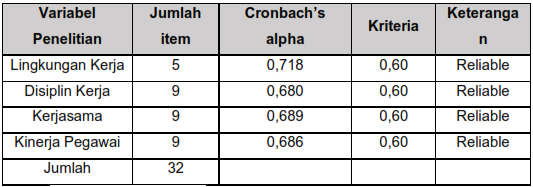 Variabel Penelitian | Jumlah item | Cronbach's alpha | Kriteria | Keteranga n
Lingkungan Kerja | 5 | 0,718 | 0,60 | Reliable
Disiplin Kerja | 9 | 0,680 | 0,60 | Reliable
Kerjasama | 9 | 0,689 | 0,60 | Reliable
Kinerja Pegawai | 9 | 0,686 | 0,60 | Reliable
Jumlah | 32